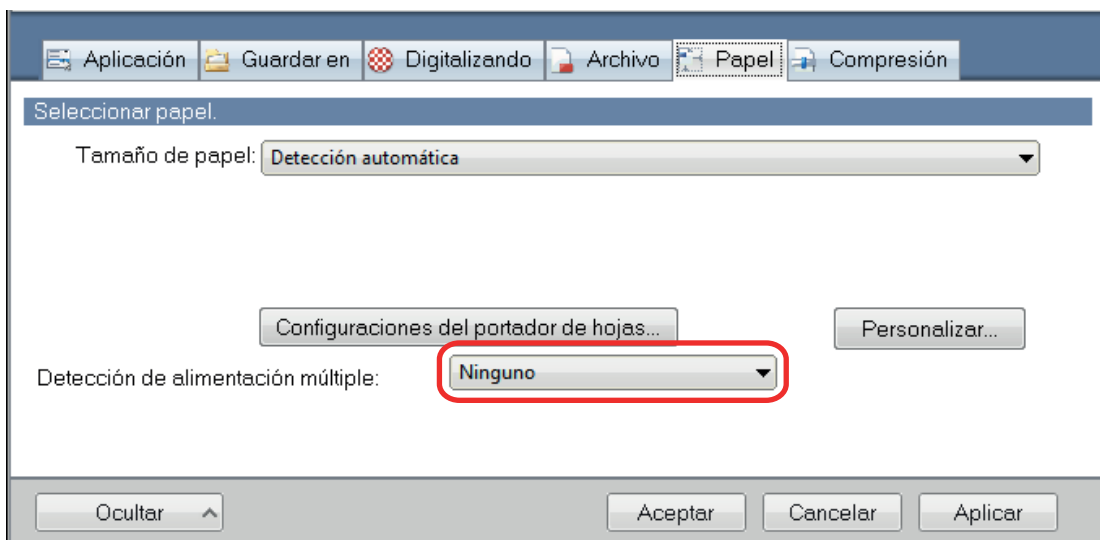 Aplicación Guardar en Digitalizando Archivo Papel Compresión
Seleccionar papel.
Tamaño de papel: Detección automática
Configuraciones del portador de hojas... Personalizar...
Detección de alimentación múltiple: Ninguno
Ocultar Aceptar Cancelar Aplicar